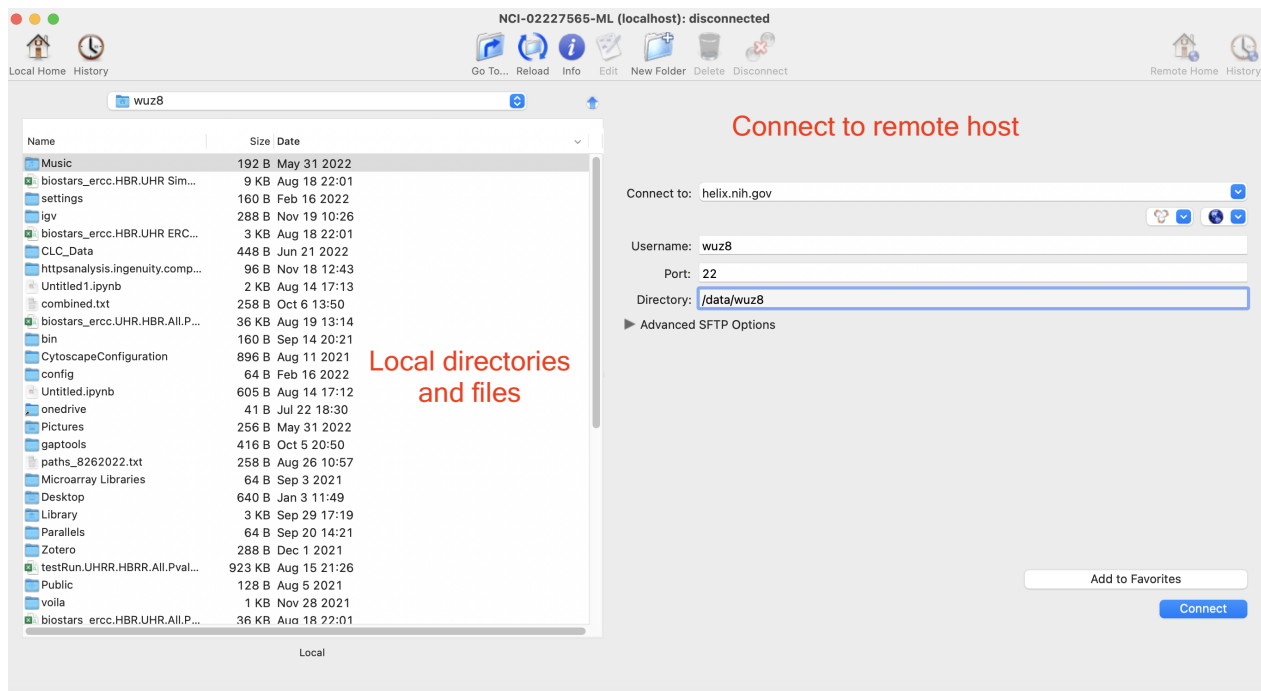 NCI-02227565-ML (localhost): disconnected
Local Home History Go To... Reload Info Edit New Folder Delete Disconnect Remote Home History
wuz8
Name Size Date
Music 192 B May 31 2022
biostars_ercc.HBR.UHR Sim... 9 KB Aug 18 22:01
settings 160 B Feb 16 2022
igv 288 B Nov 19 10:26
biostars_ercc.HBR.UHR ERC... 3 KB Aug 18 22:01
CLC_Data 448 B Jun 21 2022
httpsanalysis.ingenuity.comp... 96 B Nov 18 12:43
Untitled1.ipynb 2 KB Aug 14 17:13
combined.txt 258 B Oct 6 13:50
biostars_ercc.UHR.HBR.All.P... 36 KB Aug 19 13:14
bin 160 B Sep 14 20:21
CytoscapeConfiguration 896 B Aug 11 2021
config 64 B Feb 16 2022
Untitled.ipynb 605 B Aug 14 17:12
onedrive 41 B Jul 22 18:30
Pictures 256 B May 31 2022
gaptools 416 B Oct 5 20:50
paths_8262022.txt 258 B Aug 26 10:57
Microarray Libraries 64 B Sep 3 2021
Desktop 640 B Jan 3 11:49
Library 3 KB Sep 29 17:19
Parallels 64 B Sep 20 14:21
Zotero 288 B Dec 1 2021
testRun.UHRR.HBRR.All.Pval... 923 KB Aug 15 21:26
Public 128 B Aug 5 2021
voila 1 KB Nov 28 2021
biostars_ercc.HBR.UHR.All.P... 36 KB Aug 18 22:01
Local
Local directories
and files
Connect to remote host
Connect to: helix.nih.gov
Username: wuz8
Port: 22
Directory: /data/wuz8
Advanced SFTP Options
Add to Favorites
Connect